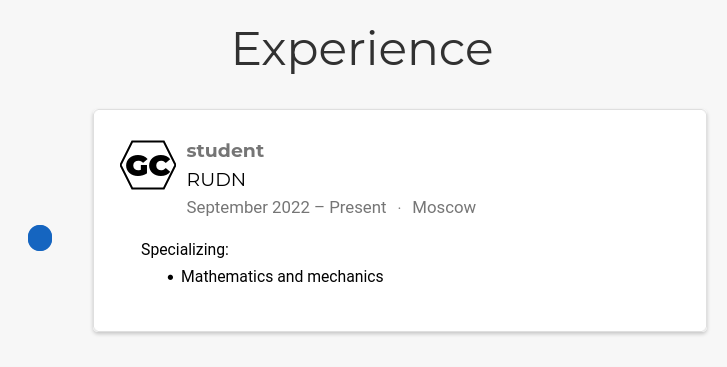 Experience
GC
student
RUDN
September 2022 – Present · Moscow
Specializing:
• Mathematics and mechanics